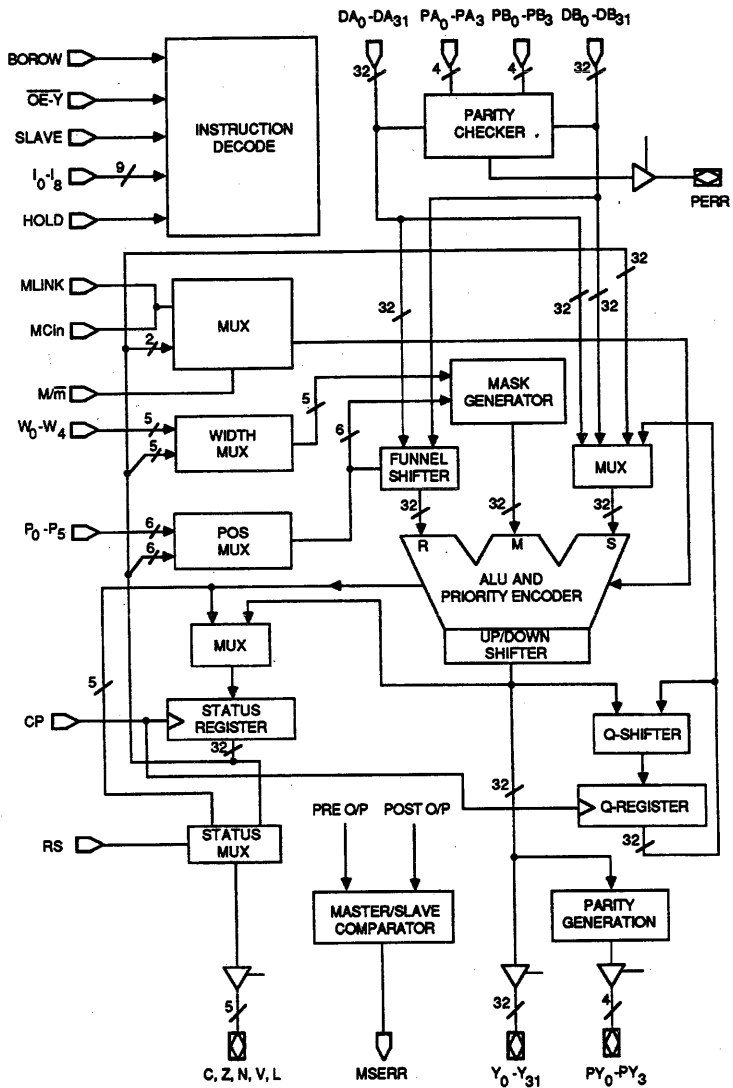 DA0-DA31 PA0-PA3 PB0-PB3 DB0-DB31
32 4 4 32
BOROW
OE-Y
SLAVE
I0-I8
9
HOLD
INSTRUCTION
DECODE
PARITY
CHECKER
PERR
MLINK
MCin
2
M/m
MUX
32
32
32
32
W0-W4
5
5
WIDTH
MUX
5
6
MASK
GENERATOR
FUNNEL
SHIFTER
MUX
P0-P5
6
6
POS
MUX
32
32
32
R M S
ALU AND
PRIORITY ENCODER
UP/DOWN
SHIFTER
MUX
5
CP
STATUS
REGISTER
32
Q-SHIFTER
32
Q-REGISTER
32
RS
STATUS
MUX
PRE O/P POST O/P
MASTER/SLAVE
COMPARATOR
PARITY
GENERATION
5
32
4
C, Z, N, V, L
MSERR
Y0-Y31
PY0-PY3